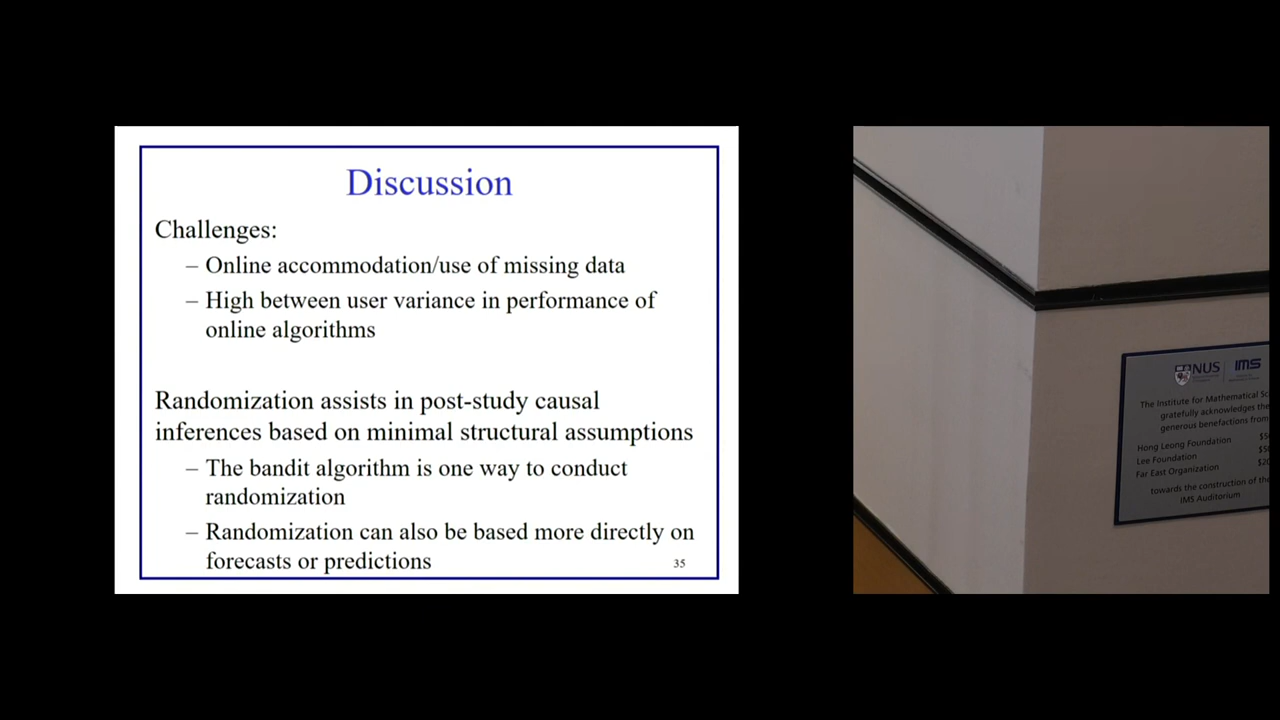 Discussion
Challenges:
– Online accommodation/use of missing data
– High between user variance in performance of
online algorithms
Randomization assists in post-study causal
inferences based on minimal structural assumptions
– The bandit algorithm is one way to conduct
randomization
– Randomization can also be based more directly on
forecasts or predictions
35
NUS IMS
The Institute for Mathematical Sc
gratefully acknowledges the
generous benefactions from
Hong Leong Foundation
Lee Foundation
Far East Organization
towards the construction of the
IMS Auditorium